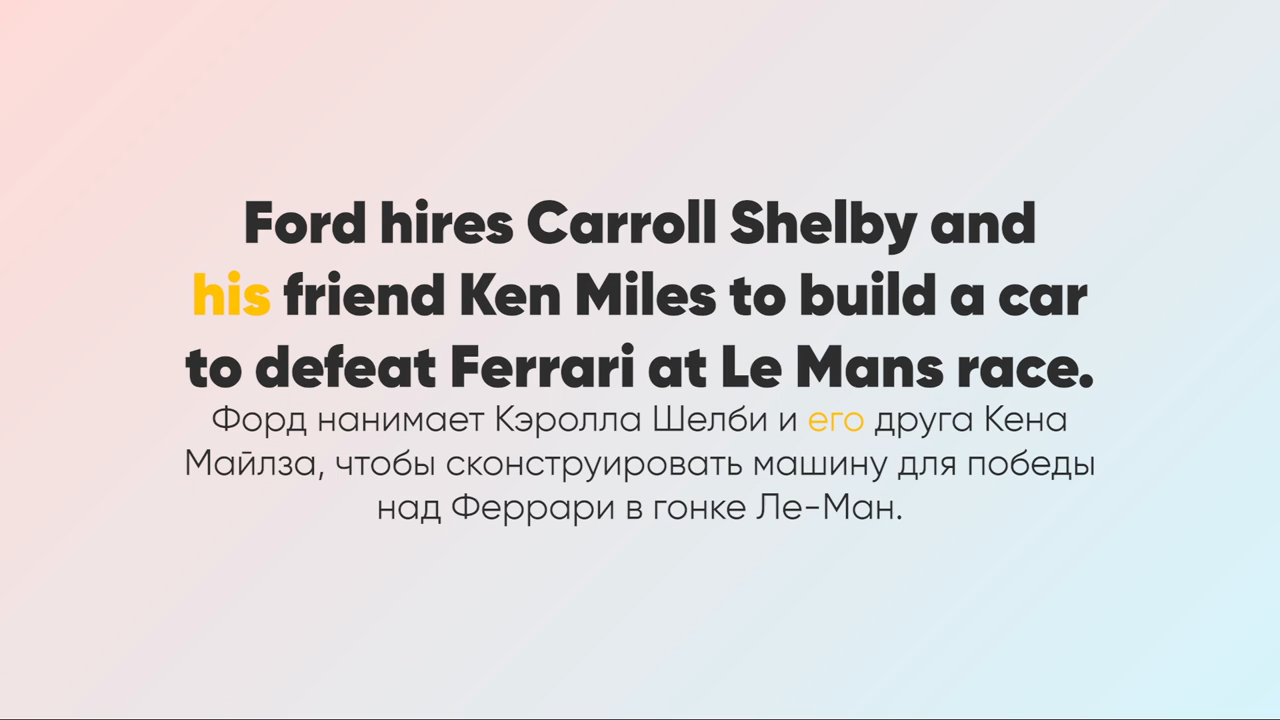 Ford hires Carroll Shelby and
his friend Ken Miles to build a car
to defeat Ferrari at Le Mans race.
Форд нанимает Кэролла Шелби и его друга Кена
Майлза, чтобы сконструировать машину для победы
над Феррари в гонке Ле-Ман.